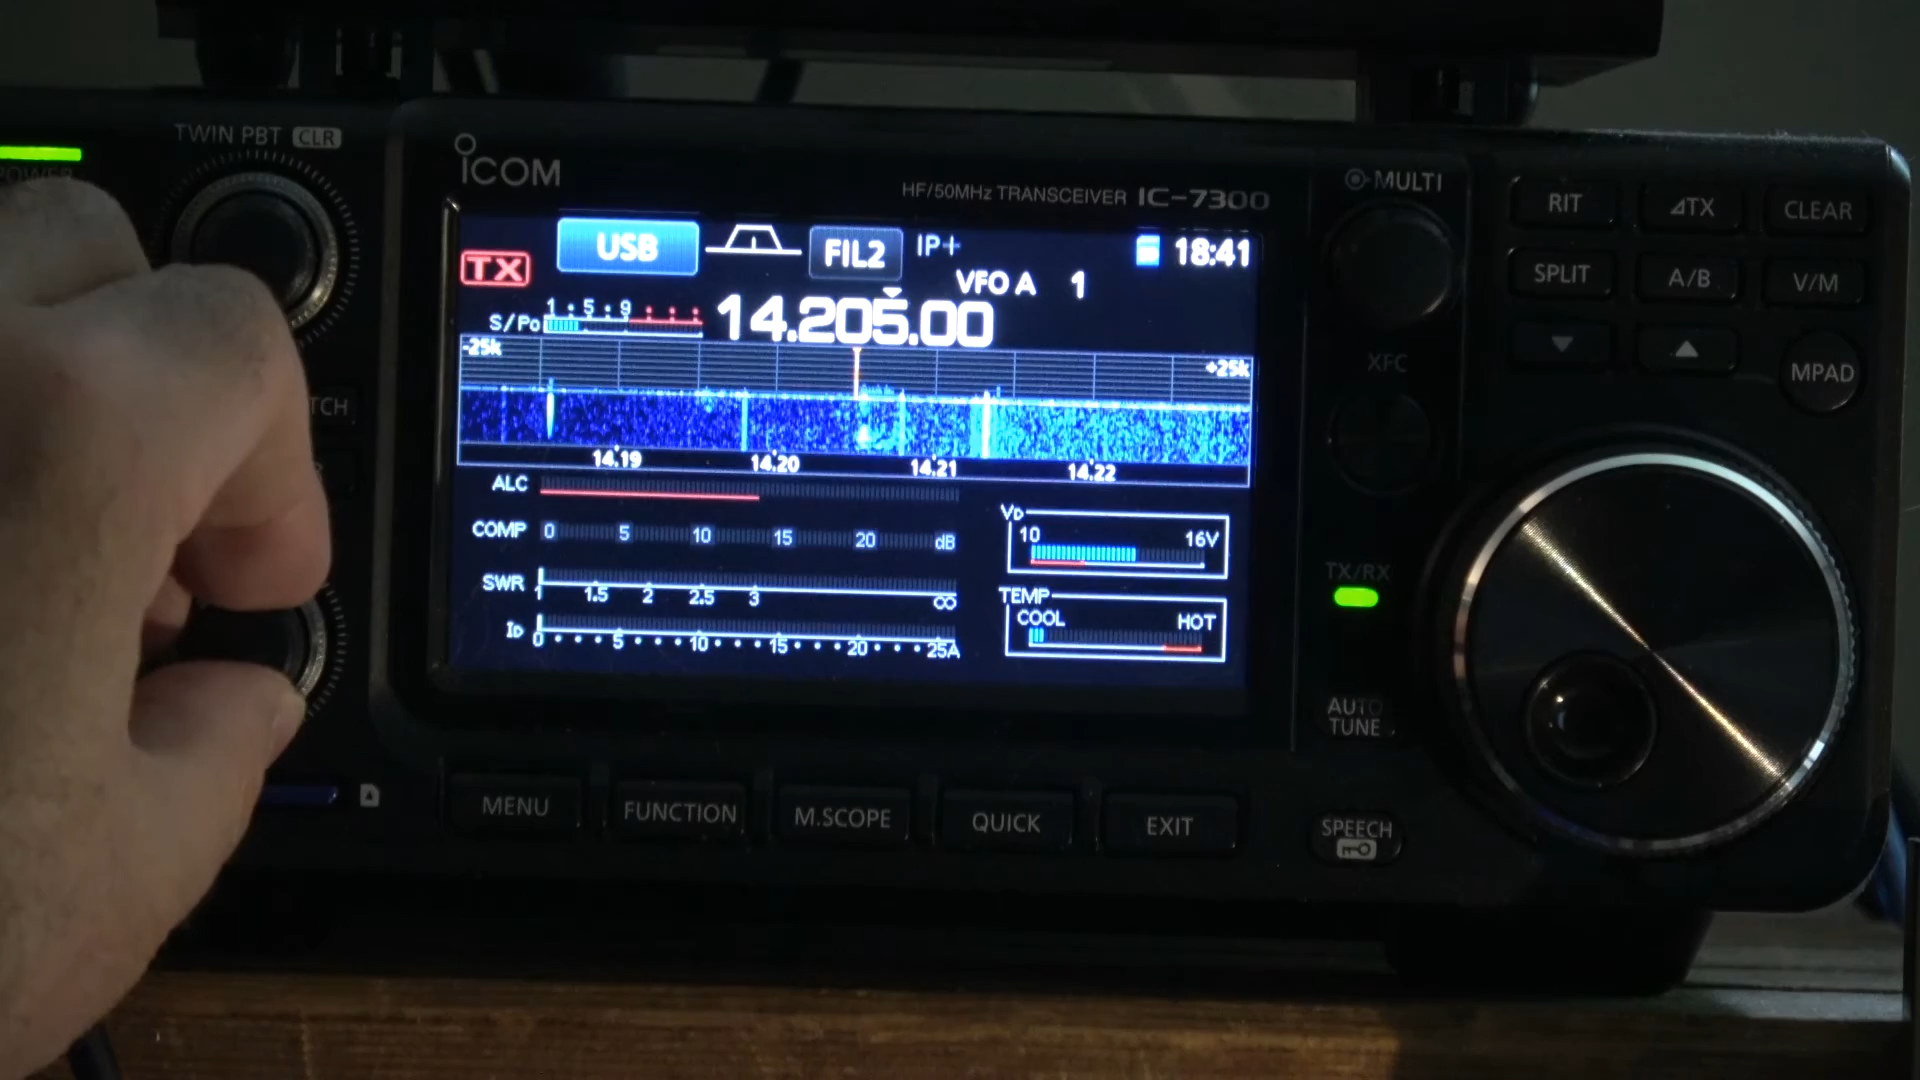 TWIN PBT CLR
POWER
ICOM
HF/50MHz TRANSCEIVER IC-7300
MULTI
RIT
⊿TX
CLEAR
SPLIT
A/B
V/M
XFC
MPAD
TX
USB
FIL2
IP+
18:41
VFO A 1
S/Po 1 • 5 • 9
14.205.00
-25k
+25k
14.19 14.20 14.21 14.22
ALC
COMP 0 5 10 15 20 dB
SWR 1 1.5 2 2.5 3 ∞
ID 0 5 10 15 20 25A
VD
10 16V
TEMP
COOL HOT
TX/RX
AUTO
TUNE
MENU
FUNCTION
M.SCOPE
QUICK
EXIT
SPEECH